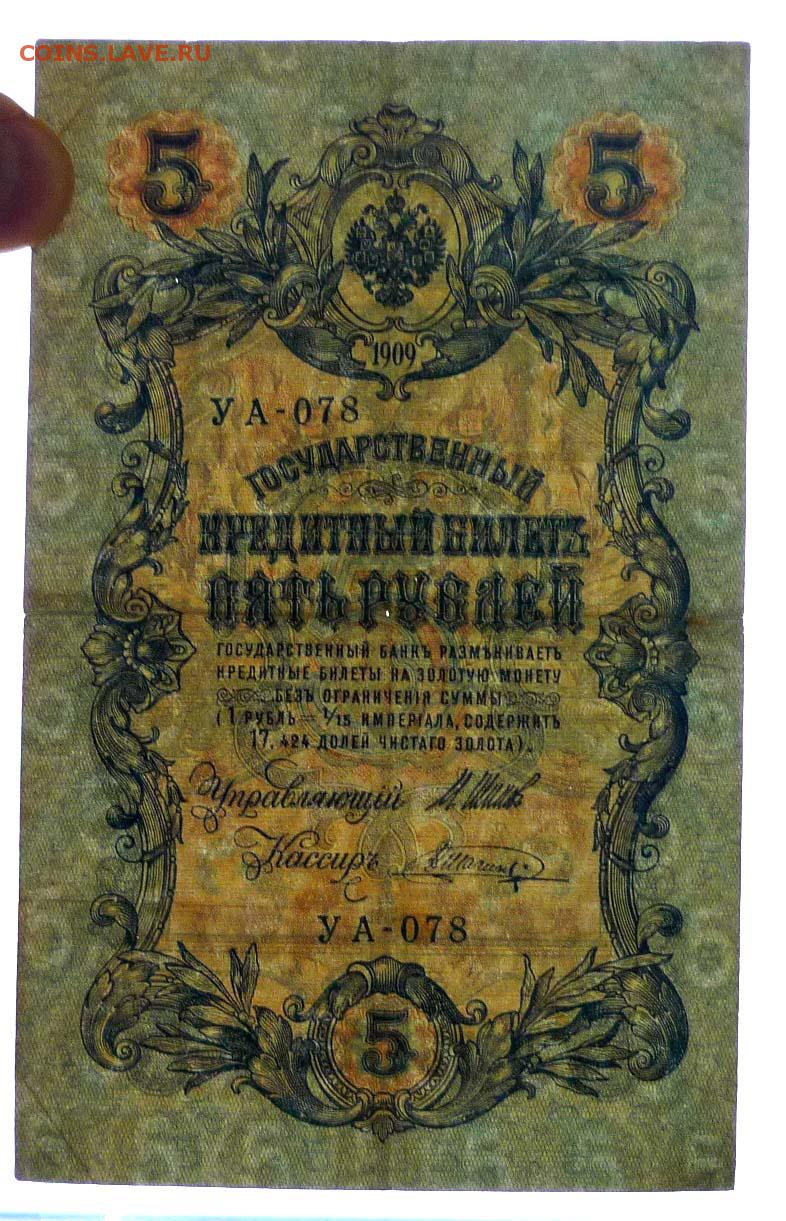 COINS.LAVE.RU
5 5
1909
УА-078
ГОСУДАРСТВЕННЫЙ
КРЕДИТНЫЙ БИЛЕТЪ
ПЯТЬ РУБЛЕЙ
ГОСУДАРСТВЕННЫЙ БАНКЪ РАЗМѢНИВАЕТЪ
КРЕДИТНЫЕ БИЛЕТЫ НА ЗОЛОТУЮ МОНЕТУ
БЕЗЪ ОГРАНИЧЕНІЯ СУММЫ
(1 РУБЛЬ = 1/15 ИМПЕРІАЛА, СОДЕРЖИТЪ
17,424 ДОЛЕЙ ЧИСТАГО ЗОЛОТА).
Управляющій
Кассиръ
УА-078
5